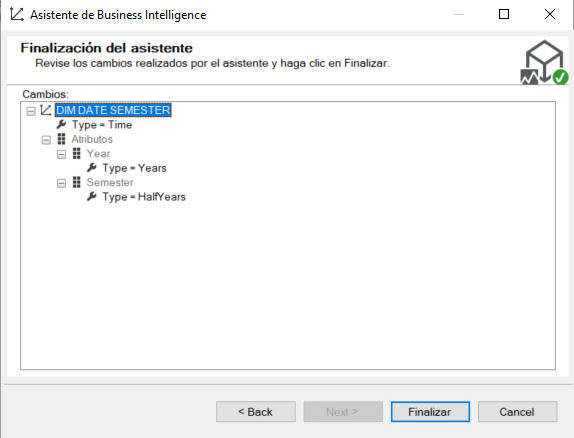 Asistente de Business Intelligence
Finalización del asistente
Revise los cambios realizados por el asistente y haga clic en Finalizar.
Cambios:
DIM DATE SEMESTER
Type = Time
Atributos
Year
Type = Years
Semester
Type = HalfYears
< Back
Next >
Finalizar
Cancel